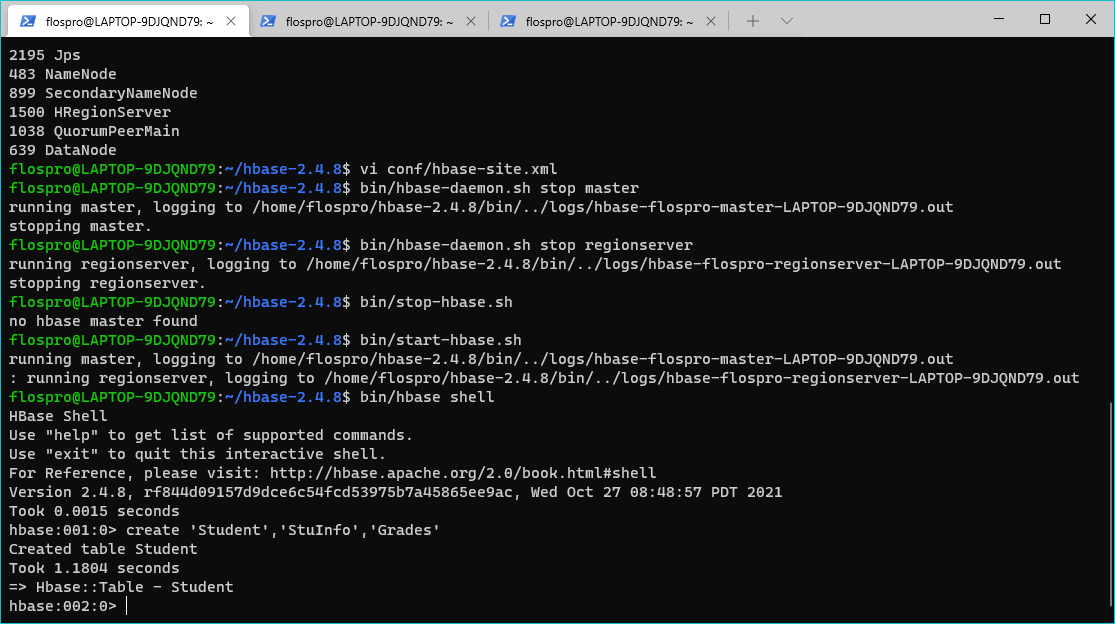 flospro@LAPTOP-9DJQND79: ~ flospro@LAPTOP-9DJQND79: ~ flospro@LAPTOP-9DJQND79: ~
2195 Jps
483 NameNode
899 SecondaryNameNode
1500 HRegionServer
1038 QuorumPeerMain
639 DataNode
flospro@LAPTOP-9DJQND79:~/hbase-2.4.8$ vi conf/hbase-site.xml
flospro@LAPTOP-9DJQND79:~/hbase-2.4.8$ bin/hbase-daemon.sh stop master
running master, logging to /home/flospro/hbase-2.4.8/bin/../logs/hbase-flospro-master-LAPTOP-9DJQND79.out
stopping master.
flospro@LAPTOP-9DJQND79:~/hbase-2.4.8$ bin/hbase-daemon.sh stop regionserver
running regionserver, logging to /home/flospro/hbase-2.4.8/bin/../logs/hbase-flospro-regionserver-LAPTOP-9DJQND79.out
stopping regionserver.
flospro@LAPTOP-9DJQND79:~/hbase-2.4.8$ bin/stop-hbase.sh
no hbase master found
flospro@LAPTOP-9DJQND79:~/hbase-2.4.8$ bin/start-hbase.sh
running master, logging to /home/flospro/hbase-2.4.8/bin/../logs/hbase-flospro-master-LAPTOP-9DJQND79.out
: running regionserver, logging to /home/flospro/hbase-2.4.8/bin/../logs/hbase-flospro-regionserver-LAPTOP-9DJQND79.out
flospro@LAPTOP-9DJQND79:~/hbase-2.4.8$ bin/hbase shell
HBase Shell
Use "help" to get list of supported commands.
Use "exit" to quit this interactive shell.
For Reference, please visit: http://hbase.apache.org/2.0/book.html#shell
Version 2.4.8, rf844d09157d9dce6c54fcd53975b7a45865ee9ac, Wed Oct 27 08:48:57 PDT 2021
Took 0.0015 seconds
hbase:001:0> create 'Student','StuInfo','Grades'
Created table Student
Took 1.1804 seconds
=> Hbase::Table - Student
hbase:002:0>